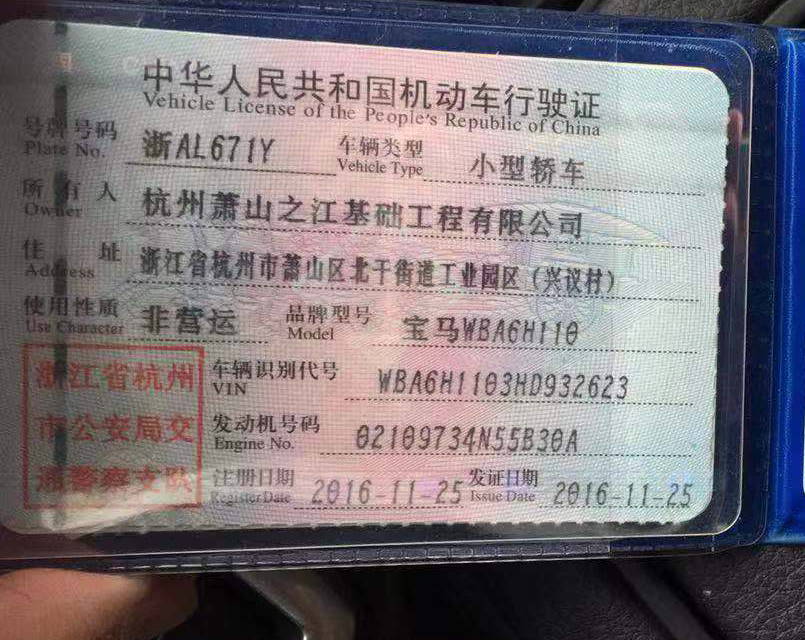 中华人民共和国机动车行驶证
Vehicle License of the People's Republic of China
号牌号码 浙AL671Y 车辆类型 小型轿车
Plate No. Vehicle Type
所有人 杭州萧山之江基础工程有限公司
Owner
住址 浙江省杭州市萧山区北干街道工业园区（兴议村）
Address
使用性质 非营运 品牌型号 宝马WBA6H110
Use Character Model
浙江省杭州
市公安局交
通警察支队
车辆识别代号 WBA6H1103HD932623
VIN
发动机号码 02109734N55B30A
Engine No.
注册日期 2016-11-25 发证日期 2016-11-25
Register Date Issue Date